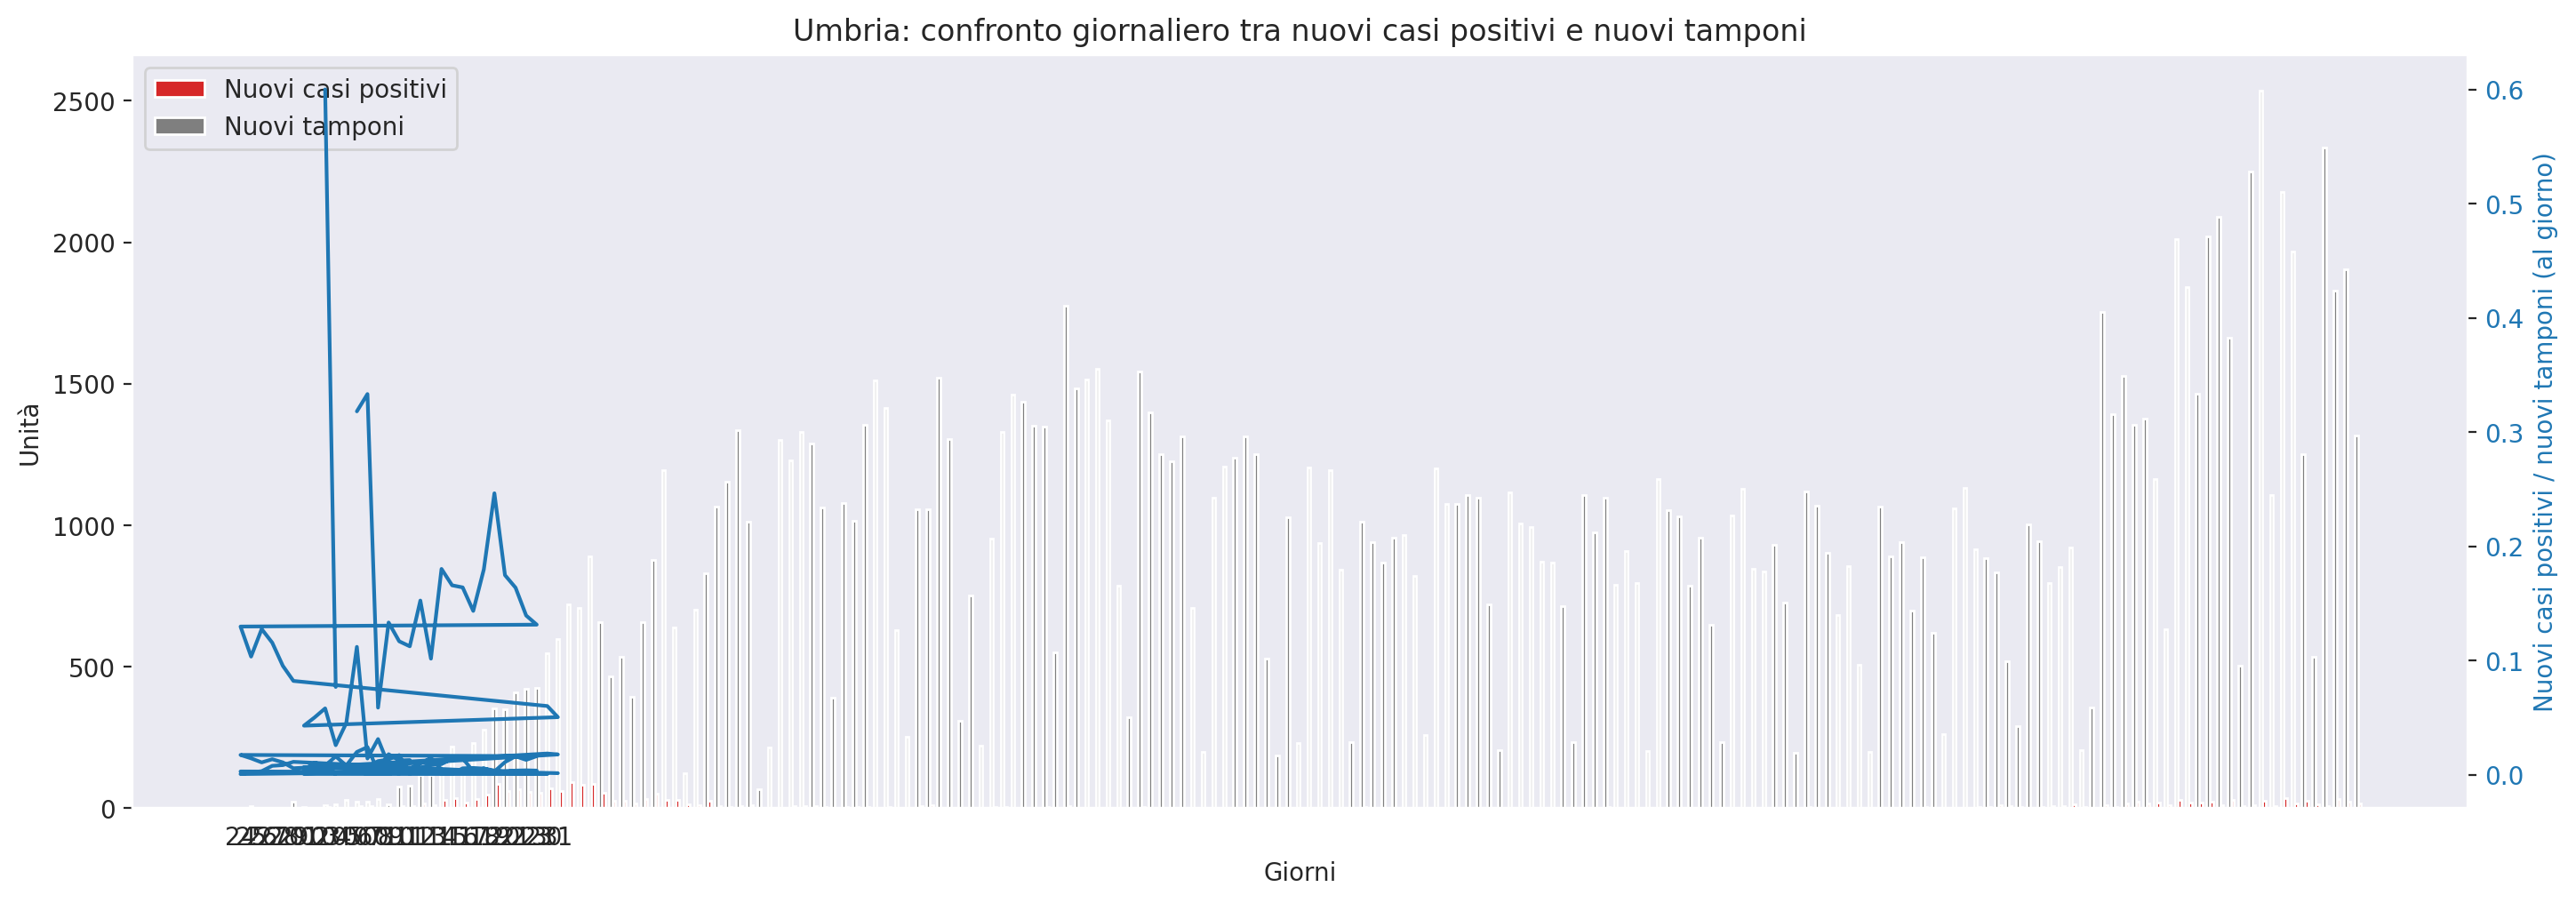 Umbria: confronto giornaliero tra nuovi casi positivi e nuovi tamponi
Nuovi casi positivi
Nuovi tamponi
2500
2000
1500
1000
500
0
Unità
0.6
0.5
0.4
0.3
0.2
0.1
0.0
Nuovi casi positivi / nuovi tamponi (al giorno)
Giorni